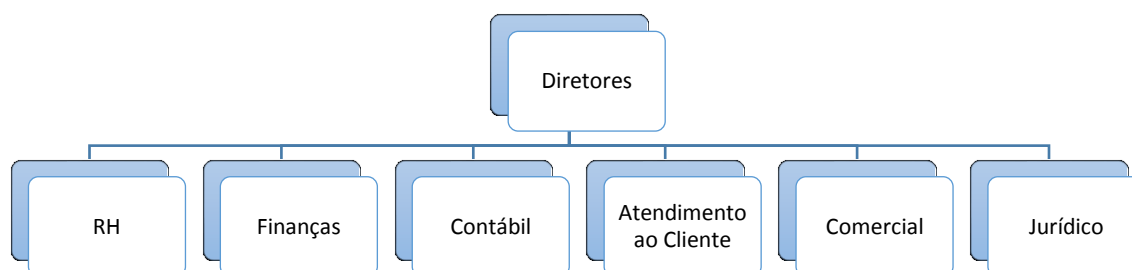 Diretores
RH
Finanças
Contábil
Atendimento
ao Cliente
Comercial
Jurídico